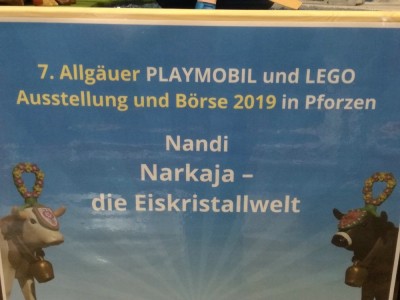 7. Allgäuer PLAYMOBIL und LEGO
Ausstellung und Börse 2019 in Pforzen
Nandi
Narkaja –
die Eiskristallwelt